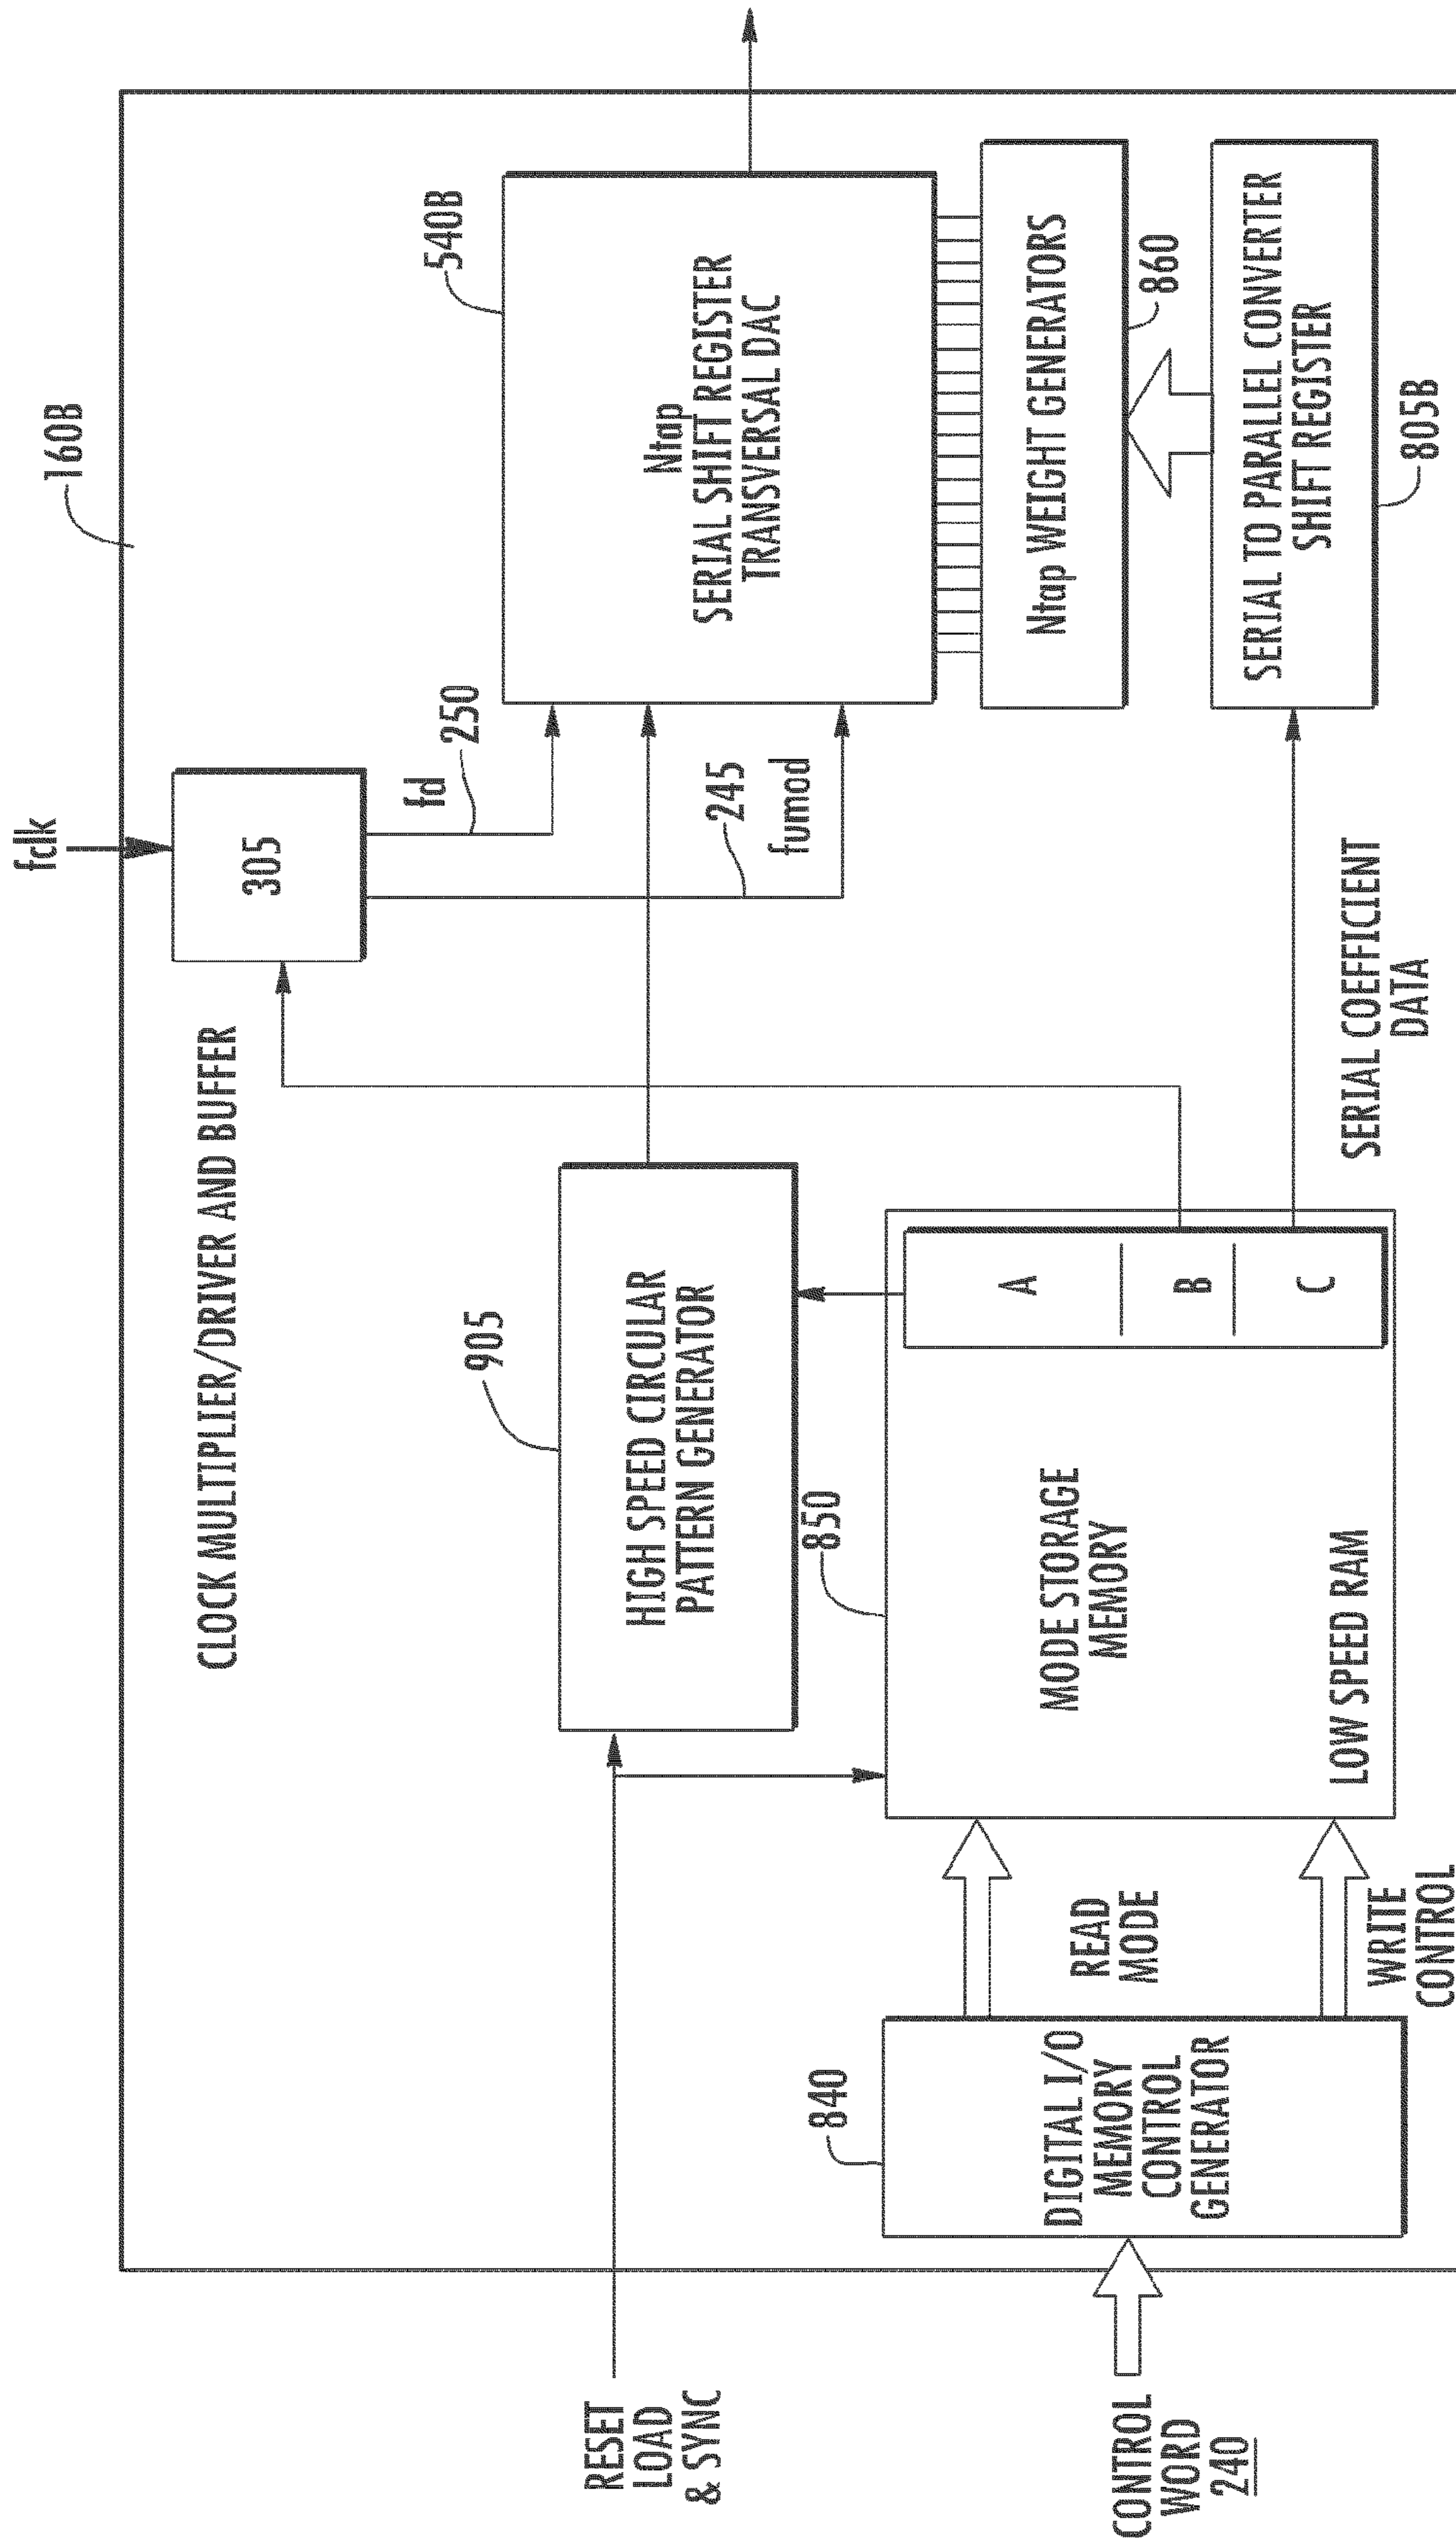 fclk
160B
CLOCK MULTIPLIER/DRIVER AND BUFFER
305
fd
250
245
fumod
540B
Ntap
SERIAL SHIFT REGISTER
TRANSVERSAL DAC
905
HIGH SPEED CIRCULAR
PATTERN GENERATOR
RESET
LOAD
& SYNC
850
MODE STORAGE
MEMORY
LOW SPEED RAM
A
B
C
Ntap WEIGHT GENERATORS
860
840
DIGITAL I/O
MEMORY
CONTROL
GENERATOR
READ
MODE
WRITE
CONTROL
CONTROL
WORD
240
SERIAL COEFFICIENT
DATA
SERIAL TO PARALLEL CONVERTER
SHIFT REGISTER
805B